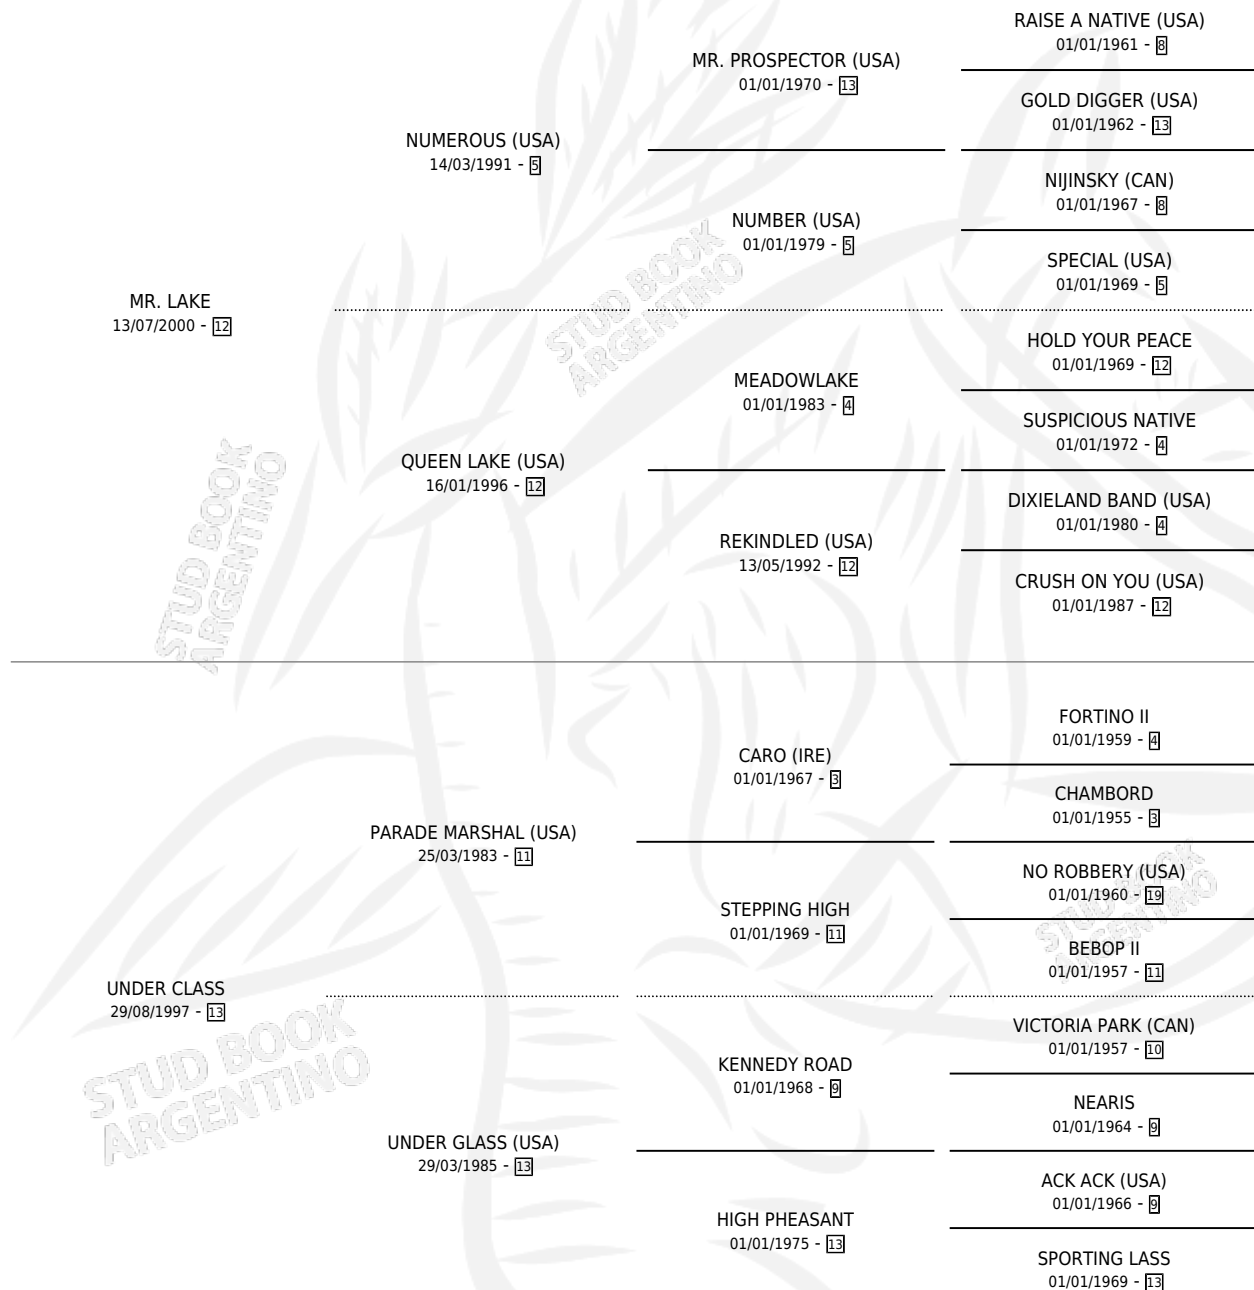 RAISE A NATIVE (USA)
01/01/1961 - 8
MR. PROSPECTOR (USA)
01/01/1970 - 13
GOLD DIGGER (USA)
01/01/1962 - 13
NUMEROUS (USA)
14/03/1991 - 5
NIJINSKY (CAN)
01/01/1967 - 8
NUMBER (USA)
01/01/1979 - 5
SPECIAL (USA)
01/01/1969 - 5
MR. LAKE
13/07/2000 - 12
STUD BOOK
ARGENTINO
HOLD YOUR PEACE
01/01/1969 - 12
MEADOWLAKE
01/01/1983 - 4
SUSPICIOUS NATIVE
01/01/1972 - 4
QUEEN LAKE (USA)
16/01/1996 - 12
DIXIELAND BAND (USA)
01/01/1980 - 4
REKINDLED (USA)
13/05/1992 - 12
CRUSH ON YOU (USA)
01/01/1987 - 12
STUD BOOK
ARGENTINO
FORTINO II
01/01/1959 - 4
CARO (IRE)
01/01/1967 - 3
CHAMBORD
01/01/1955 - 3
PARADE MARSHAL (USA)
25/03/1983 - 11
NO ROBBERY (USA)
01/01/1960 - 19
STEPPING HIGH
01/01/1969 - 11
STUD BOOK
ARGENTINO
BEBOP II
01/01/1957 - 11
UNDER CLASS
29/08/1997 - 13
VICTORIA PARK (CAN)
01/01/1957 - 10
KENNEDY ROAD
01/01/1968 - 9
STUD BOOK
ARGENTINO
NEARIS
01/01/1964 - 9
UNDER GLASS (USA)
29/03/1985 - 13
ACK ACK (USA)
01/01/1966 - 9
HIGH PHEASANT
01/01/1975 - 13
SPORTING LASS
01/01/1969 - 13